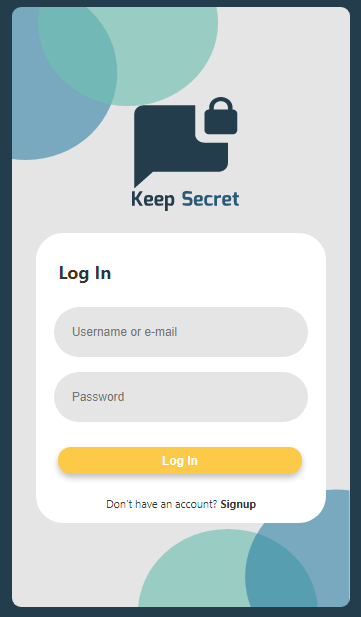 Keep Secret
Log In
Username or e-mail
Password
Log In
Don't have an account? Signup